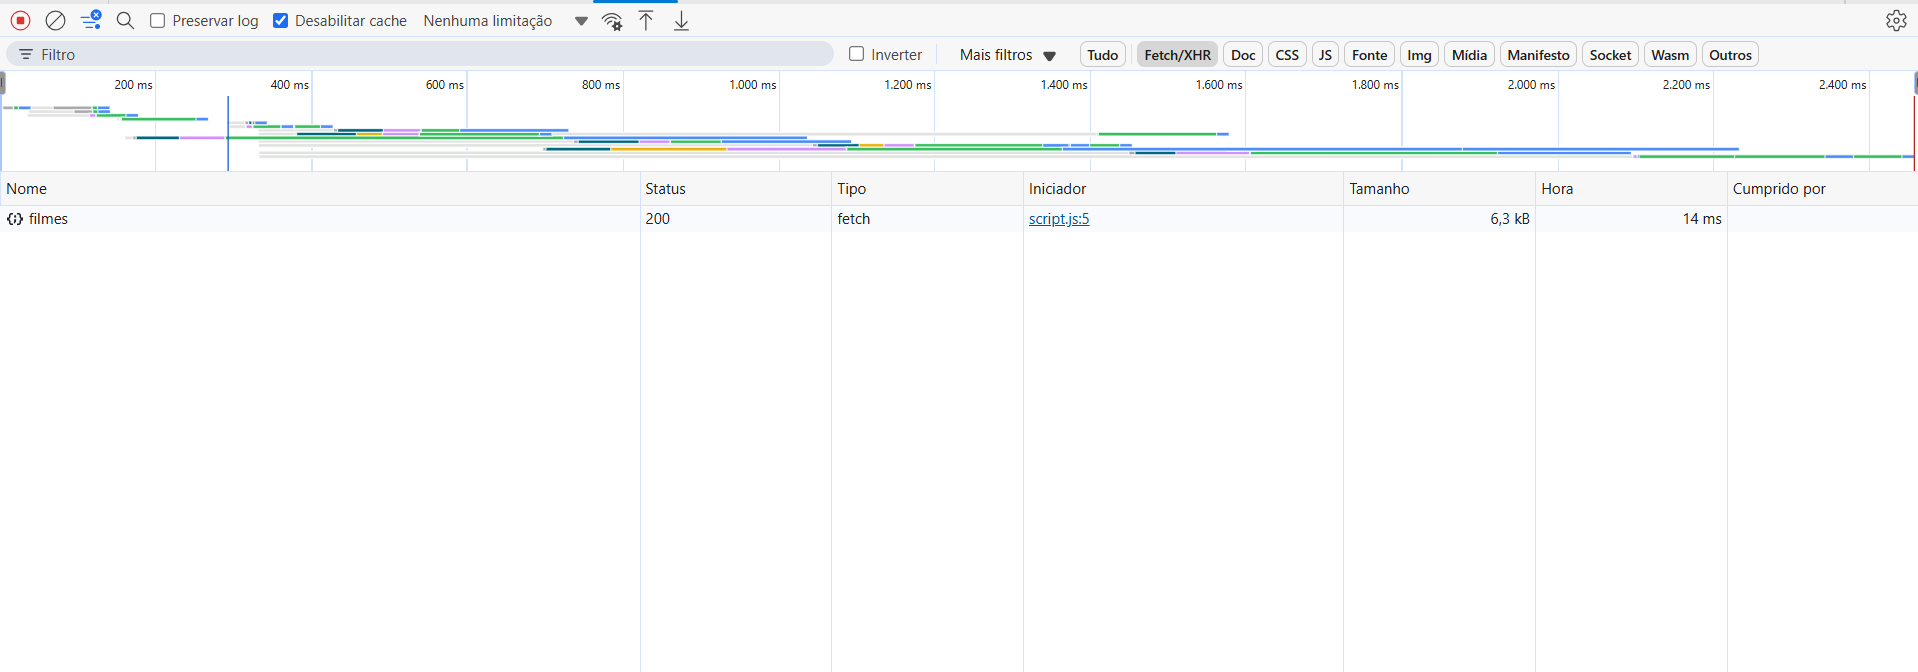 Preservar log Desabilitar cache Nenhuma limitação
Filtro Inverter Mais filtros Tudo Fetch/XHR Doc CSS JS Fonte Img Mídia Manifesto Socket Wasm Outros
200 ms 400 ms 600 ms 800 ms 1.000 ms 1.200 ms 1.400 ms 1.600 ms 1.800 ms 2.000 ms 2.200 ms 2.400 ms
Nome Status Tipo Iniciador Tamanho Hora Cumprido por
filmes 200 fetch script.js:5 6,3 kB 14 ms